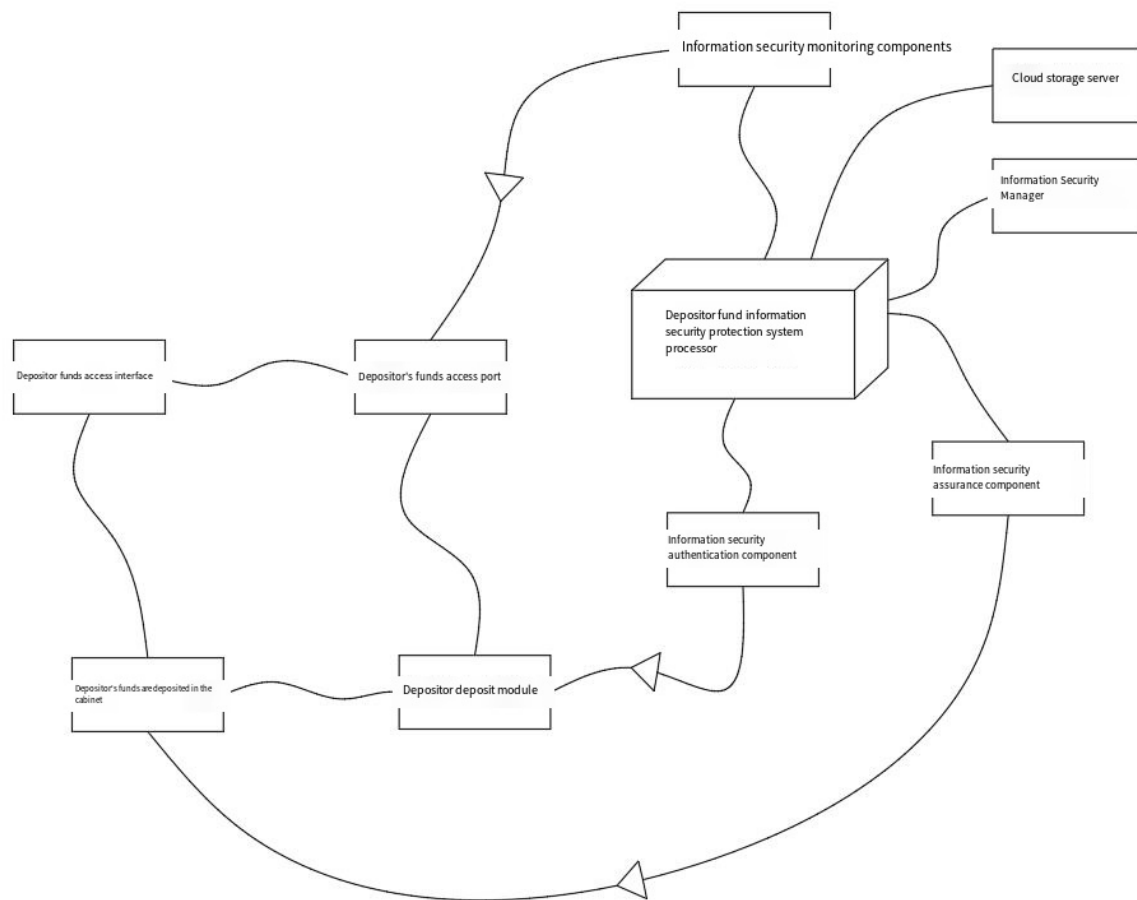 Information security monitoring components
Cloud storage server
Information Security
Manager
Depositor fund information
security protection system
processor
Depositor funds access interface
Depositor's funds access port
Information security
assurance component
Information security
authentication component
Depositor's funds are deposited in the
cabinet
Depositor deposit module